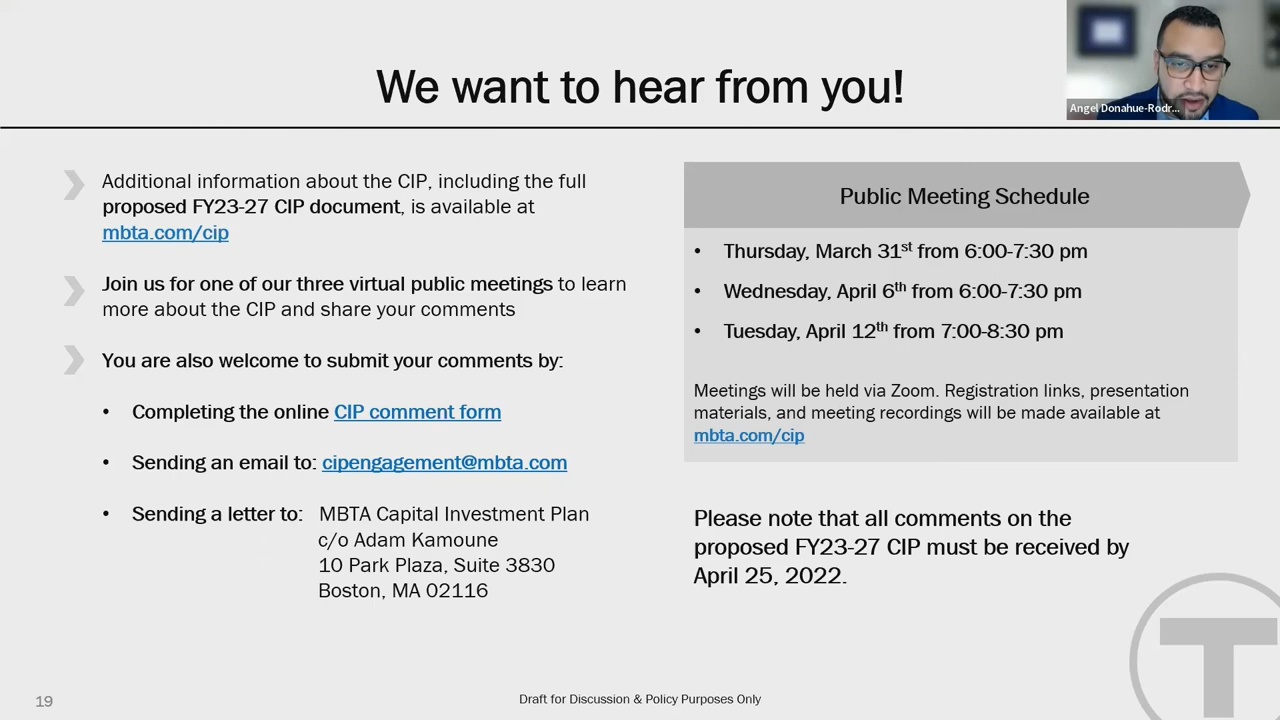 We want to hear from you!
Angel Donahue-Rodr...
Additional information about the CIP, including the full
proposed FY23-27 CIP document, is available at
mbta.com/cip
Join us for one of our three virtual public meetings to learn
more about the CIP and share your comments
You are also welcome to submit your comments by:
• Completing the online CIP comment form
• Sending an email to: cipengagement@mbta.com
• Sending a letter to: MBTA Capital Investment Plan
c/o Adam Kamoune
10 Park Plaza, Suite 3830
Boston, MA 02116
Public Meeting Schedule
• Thursday, March 31st from 6:00-7:30 pm
• Wednesday, April 6th from 6:00-7:30 pm
• Tuesday, April 12th from 7:00-8:30 pm
Meetings will be held via Zoom. Registration links, presentation
materials, and meeting recordings will be made available at
mbta.com/cip
Please note that all comments on the
proposed FY23-27 CIP must be received by
April 25, 2022.
T
19
Draft for Discussion & Policy Purposes Only